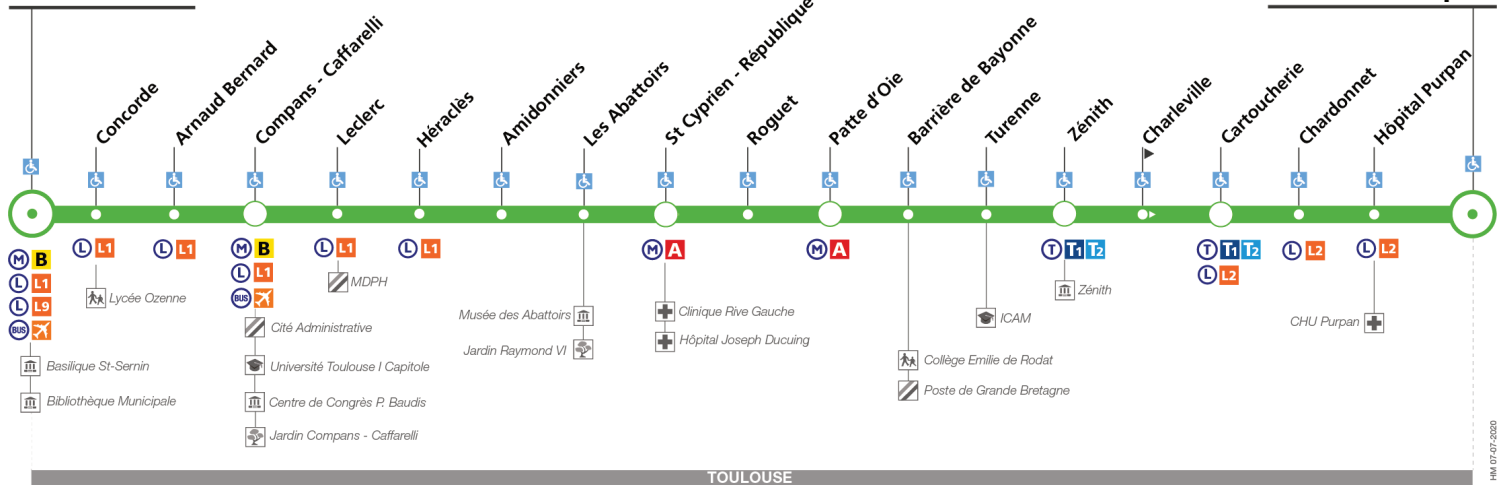 Concorde
Arnaud Bernard
Compans - Caffarelli
Leclerc
Héraclès
Amidonniers
Les Abattoirs
St Cyprien - République
Roguet
Patte d'Oie
Barrière de Bayonne
Turenne
Zénith
Charleville
Cartoucherie
Chardonnet
Hôpital Purpan
M B
L L1
L L9
BUS
Basilique St-Sernin
Bibliothèque Municipale
L L1
Lycée Ozenne
L L1
M B
L L1
BUS
Cité Administrative
Université Toulouse I Capitole
Centre de Congrès P. Baudis
Jardin Compans - Caffarelli
L L1
MDPH
L L1
Musée des Abattoirs
Jardin Raymond VI
M A
Clinique Rive Gauche
Hôpital Joseph Ducuing
M A
Collège Emilie de Rodat
Poste de Grande Bretagne
ICAM
T T1 T2
Zénith
T T1 T2
L L2
L L2
L L2
CHU Purpan
TOULOUSE
HM 07-07-2020